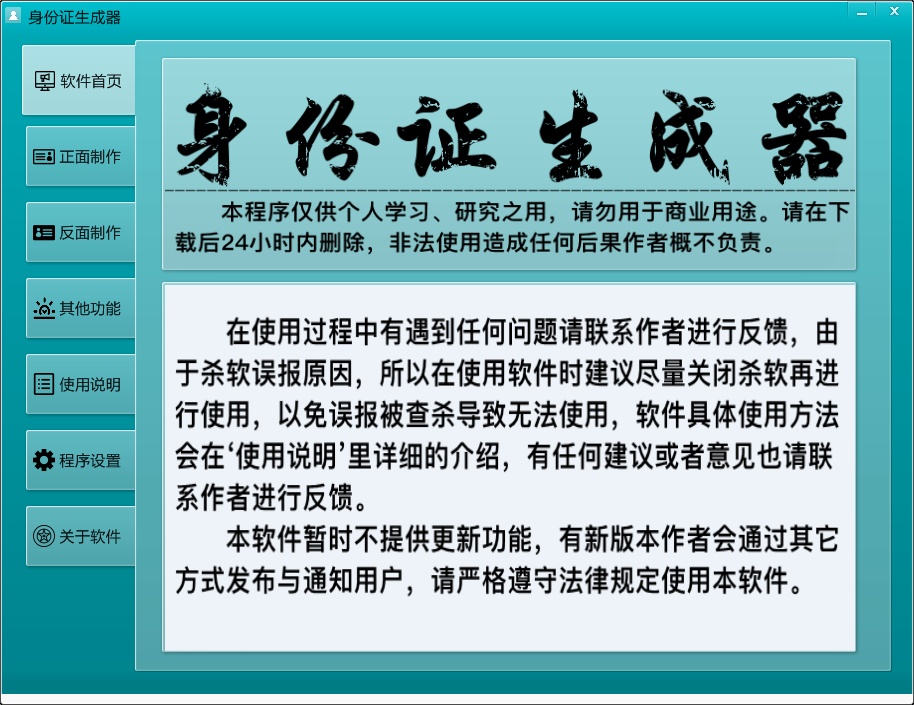 身份证生成器
软件首页
正面制作
反面制作
其他功能
使用说明
程序设置
关于软件
身份证生成器
本程序仅供个人学习、研究之用，请勿用于商业用途。请在下
载后24小时内删除，非法使用造成任何后果作者概不负责。
在使用过程中有遇到任何问题请联系作者进行反馈，由
于杀软误报原因，所以在使用软件时建议尽量关闭杀软再进
行使用，以免误报被查杀导致无法使用，软件具体使用方法
会在‘使用说明’里详细的介绍，有任何建议或者意见也请联
系作者进行反馈。
本软件暂时不提供更新功能，有新版本作者会通过其它
方式发布与通知用户，请严格遵守法律规定使用本软件。